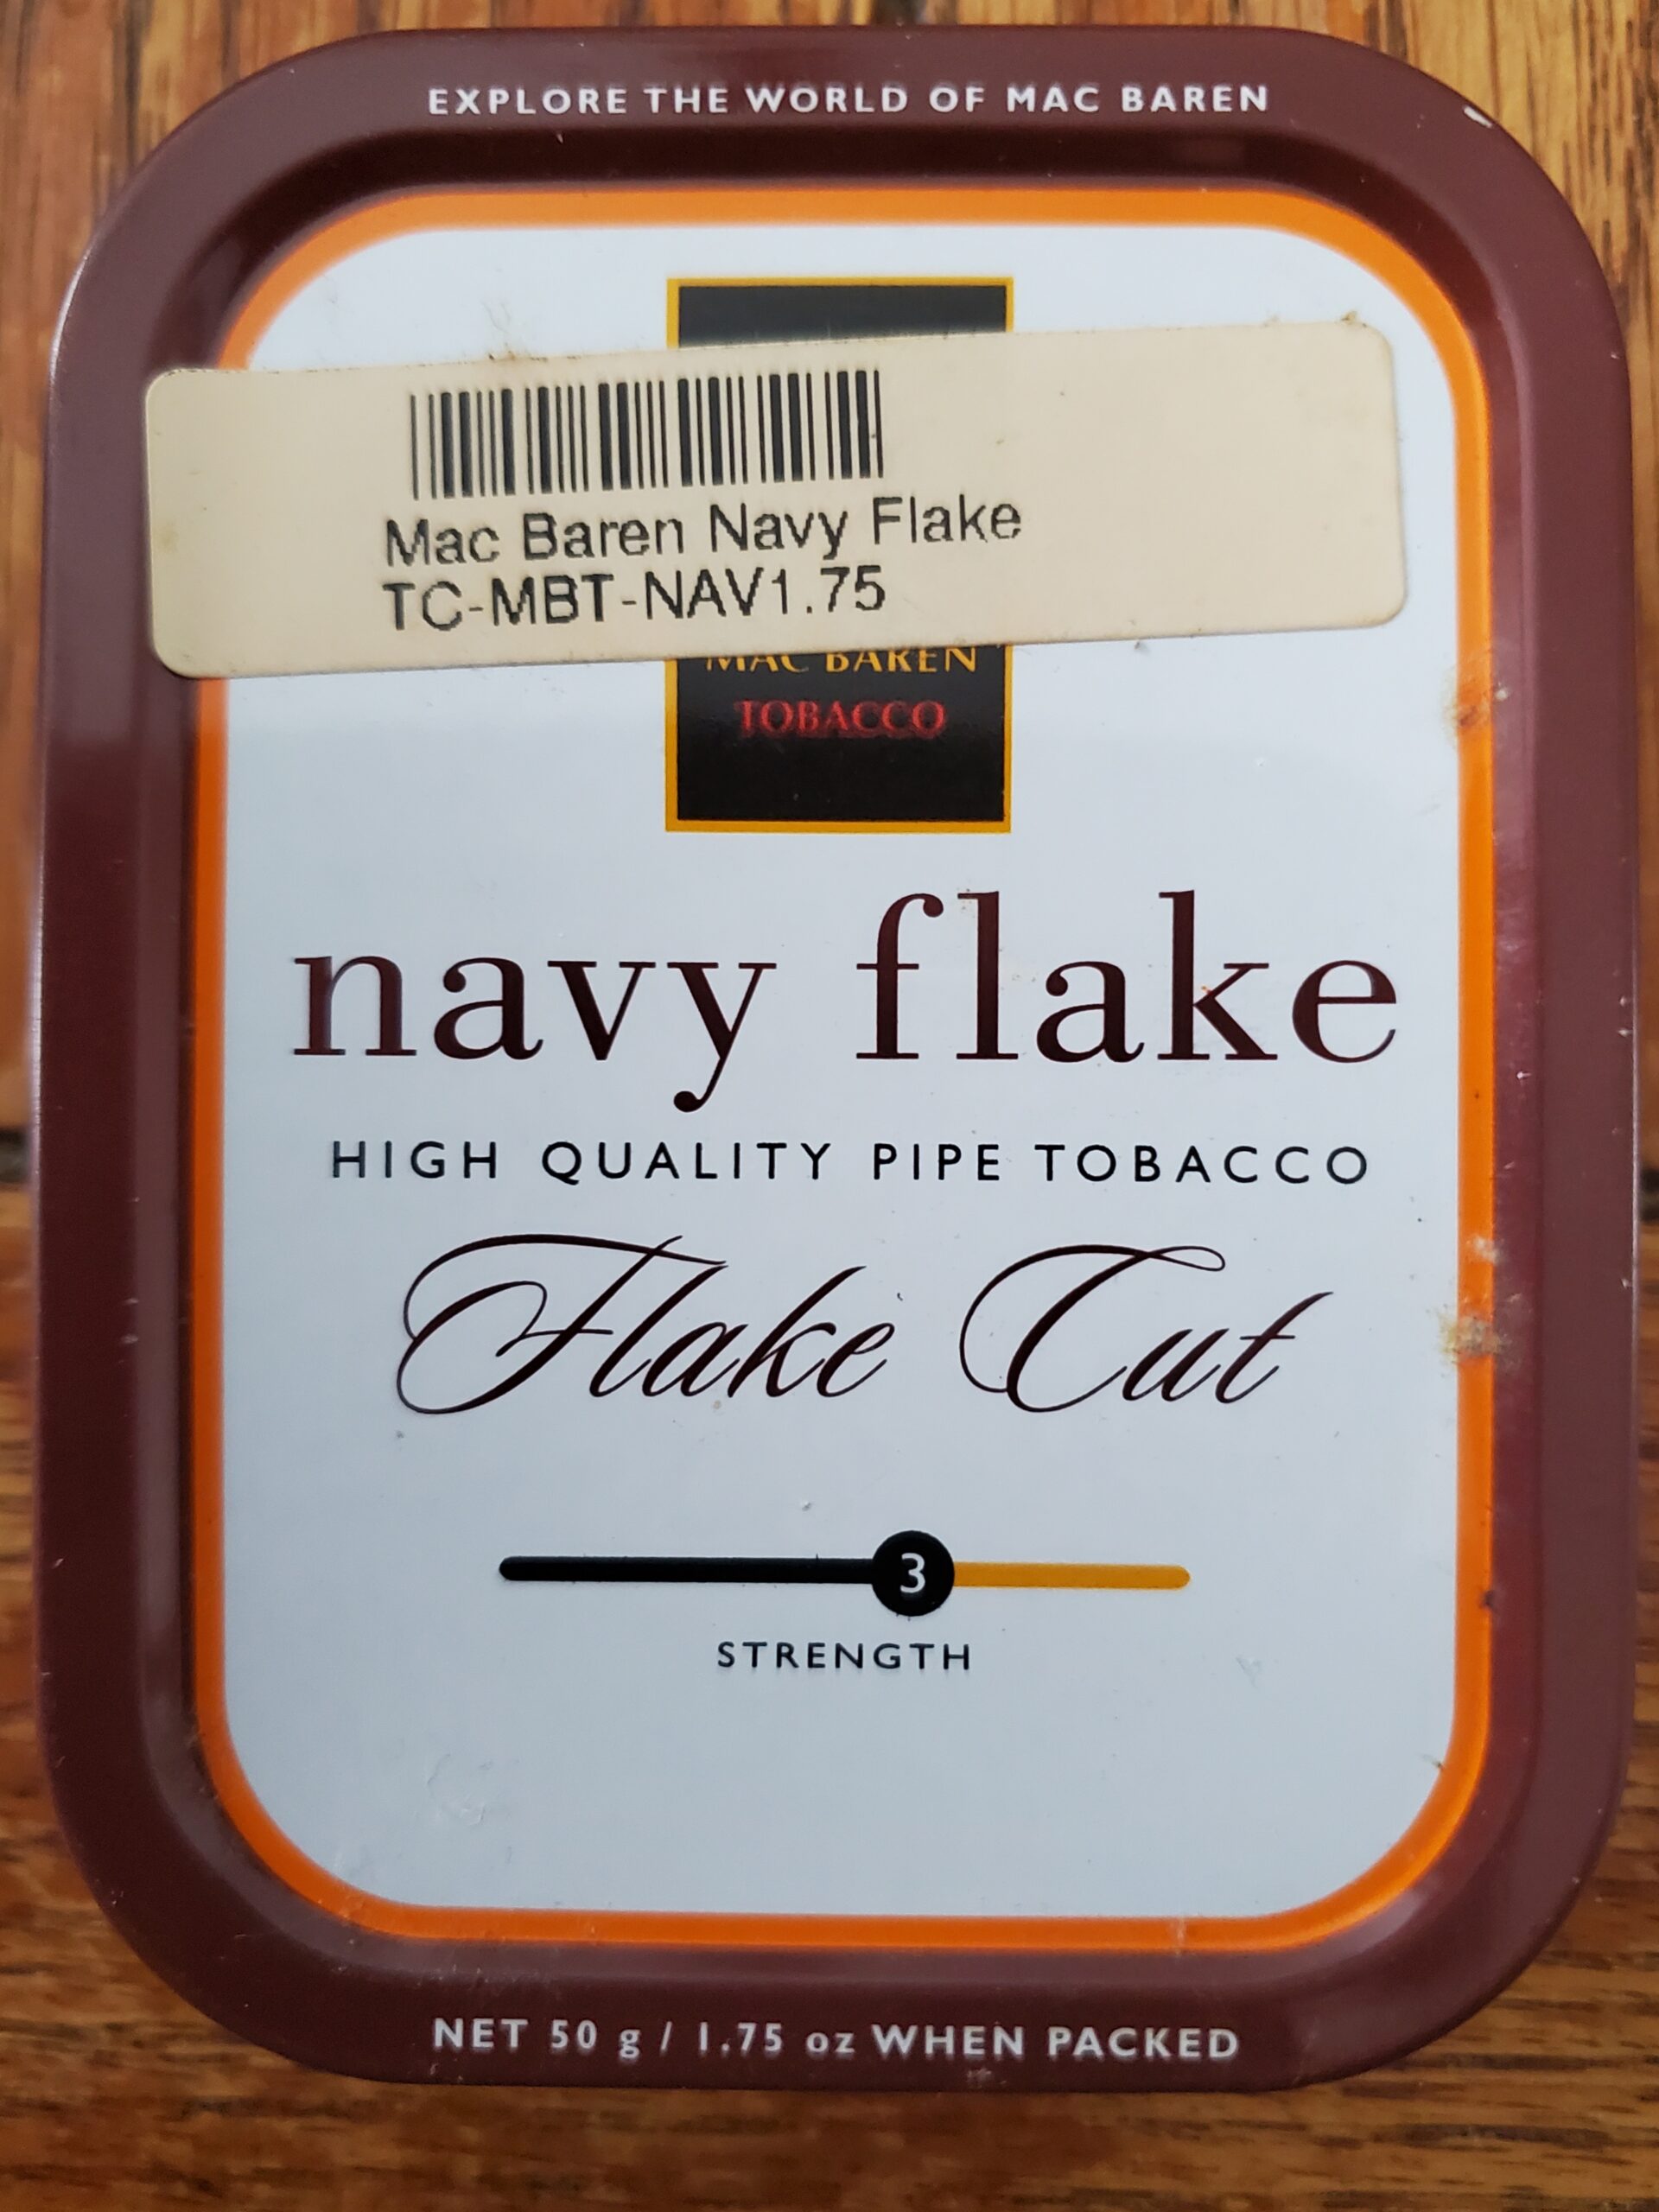 EXPLORE THE WORLD OF MAC BAREN
Mac Baren Navy Flake
TC-MBT-NAV1.75
MAC BAREN
TOBACCO
navy flake
HIGH QUALITY PIPE TOBACCO
Flake Cut
3
STRENGTH
NET 50 g / 1.75 oz WHEN PACKED